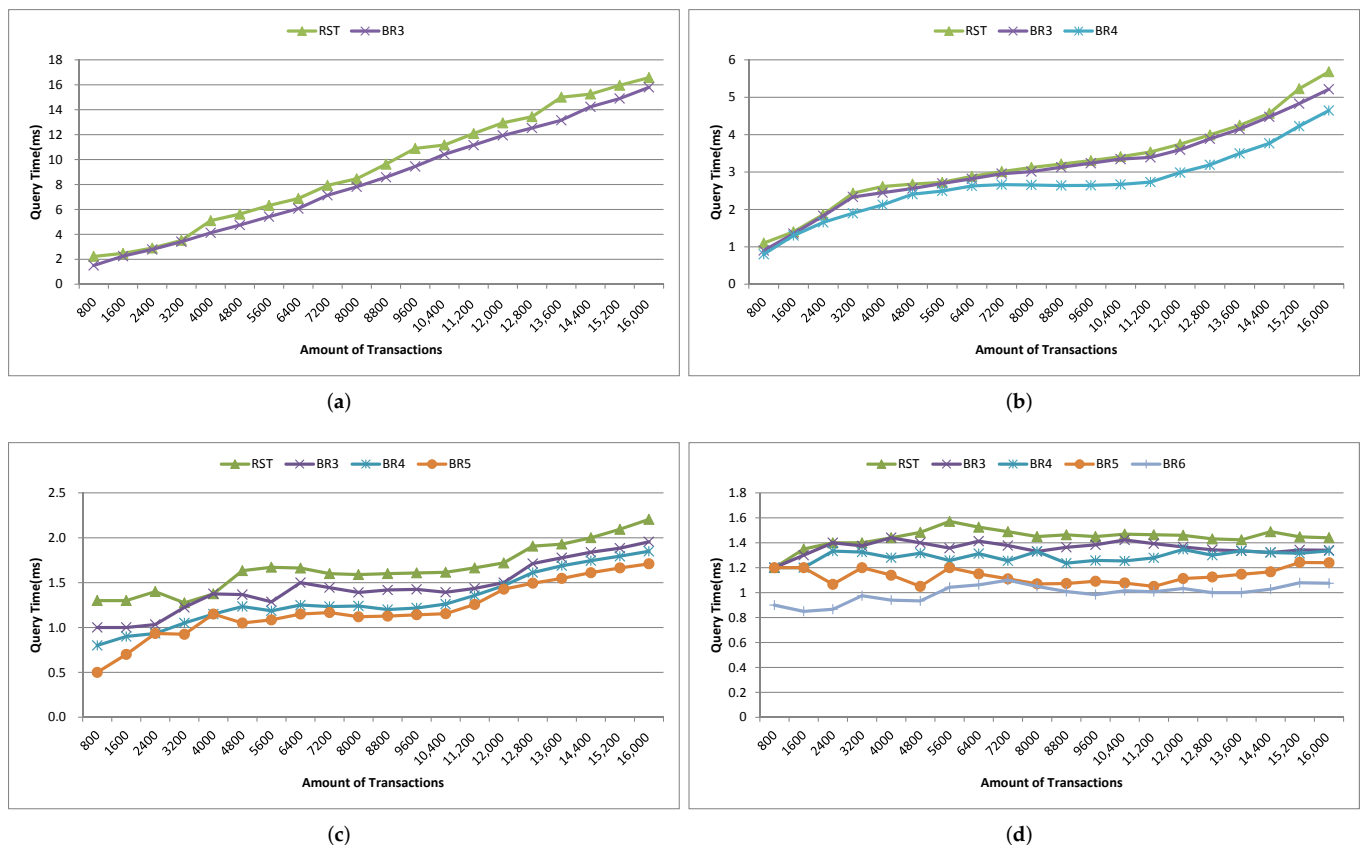 RST BR3
18
16
14
12
10
8
6
4
2
0
Query Time(ms)
800 1600 2400 3200 4000 4800 5600 6400 7200 8000 8800 9600 10,400 11,200 12,000 12,800 13,600 14,400 15,200 16,000
Amount of Transactions
(a)
RST BR3 BR4
6
5
4
3
2
1
0
Query Time(ms)
800 1600 2400 3200 4000 4800 5600 6400 7200 8000 8800 9600 10,400 11,200 12,000 12,800 13,600 14,400 15,200 16,000
Amount of Transactions
(b)
RST BR3 BR4 BR5
2.5
2.0
1.5
1.0
0.5
0.0
Query Time(ms)
800 1600 2400 3200 4000 4800 5600 6400 7200 8000 8800 9600 10,400 11,200 12,000 12,800 13,600 14,400 15,200 16,000
Amount of Transactions
(c)
RST BR3 BR4 BR5 BR6
1.8
1.6
1.4
1.2
1
0.8
0.6
0.4
0.2
0
Query Time(ms)
800 1600 2400 3200 4000 4800 5600 6400 7200 8000 8800 9600 10,400 11,200 12,000 12,800 13,600 14,400 15,200 16,000
Amount of Transactions
(d)